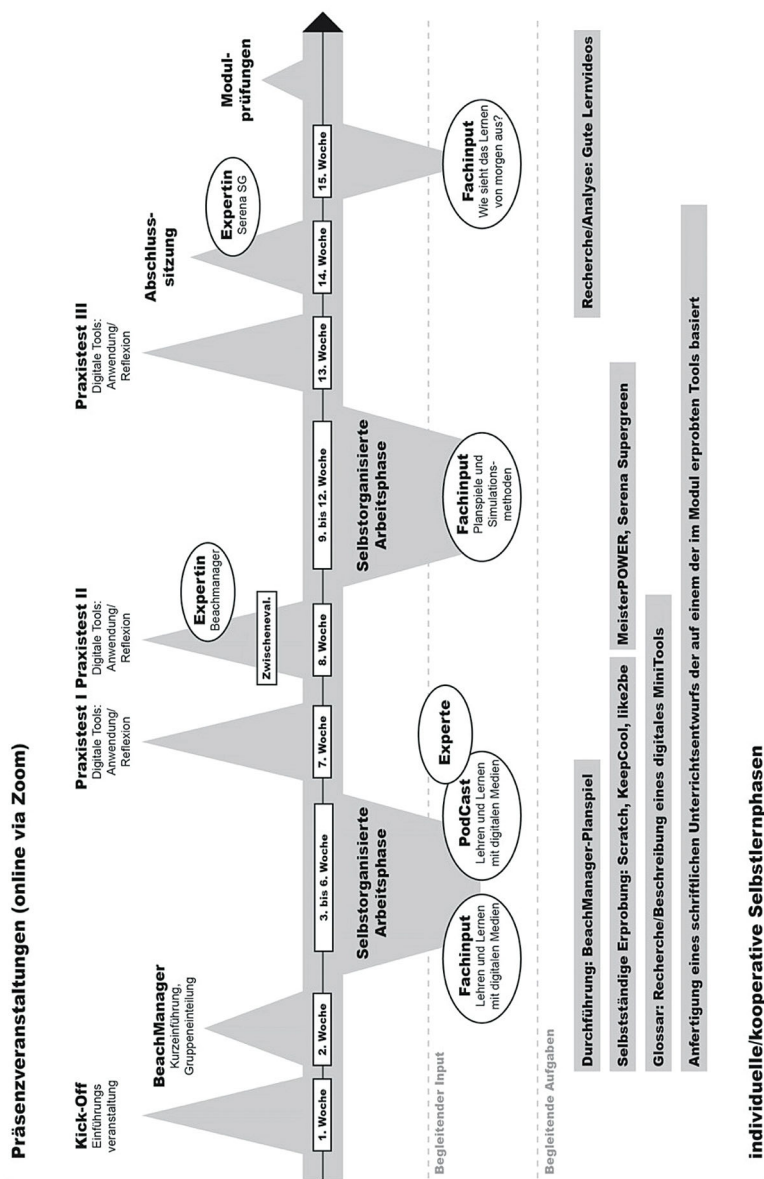 Präsenzveranstaltungen (online via Zoom)
Kick-Off
Einführungs
veranstaltung
BeachManager
Kurzeinführung,
Gruppeneinteilung
Praxistest I
Digitale Tools:
Anwendung/
Reflexion
Praxistest II
Digitale Tools:
Anwendung/
Reflexion
Expertin
Beachmanager
Zwischeneval.
Praxistest III
Digitale Tools:
Anwendung/
Reflexion
Abschluss-
sitzung
Expertin
Serena SG
Modul-
prüfungen
1. Woche
2. Woche
3. bis 6. Woche
7. Woche
8. Woche
9. bis 12. Woche
13. Woche
14. Woche
15. Woche
Selbstorganisierte
Arbeitsphase
Selbstorganisierte
Arbeitsphase
Begleitender Input
Fachinput
Lehren und Lernen
mit digitalen Medien
PodCast
Lehren und Lernen
mit digitalen Medien
Experte
Fachinput
Planspiele und
Simulations-
methoden
Fachinput
Wie sieht das Lernen
von morgen aus?
Begleitende Aufgaben
Durchführung: BeachManager-Planspiel
Recherche/Analyse: Gute Lernvideos
Selbstständige Erprobung: Scratch, KeepCool, like2be
MeisterPOWER, Serena Supergreen
Glossar: Recherche/Beschreibung eines digitales MiniTools
Anfertigung eines schriftlichen Unterrichtsentwurfs der auf einem der im Modul erprobten Tools basiert
individuelle/kooperative Selbstlernphasen